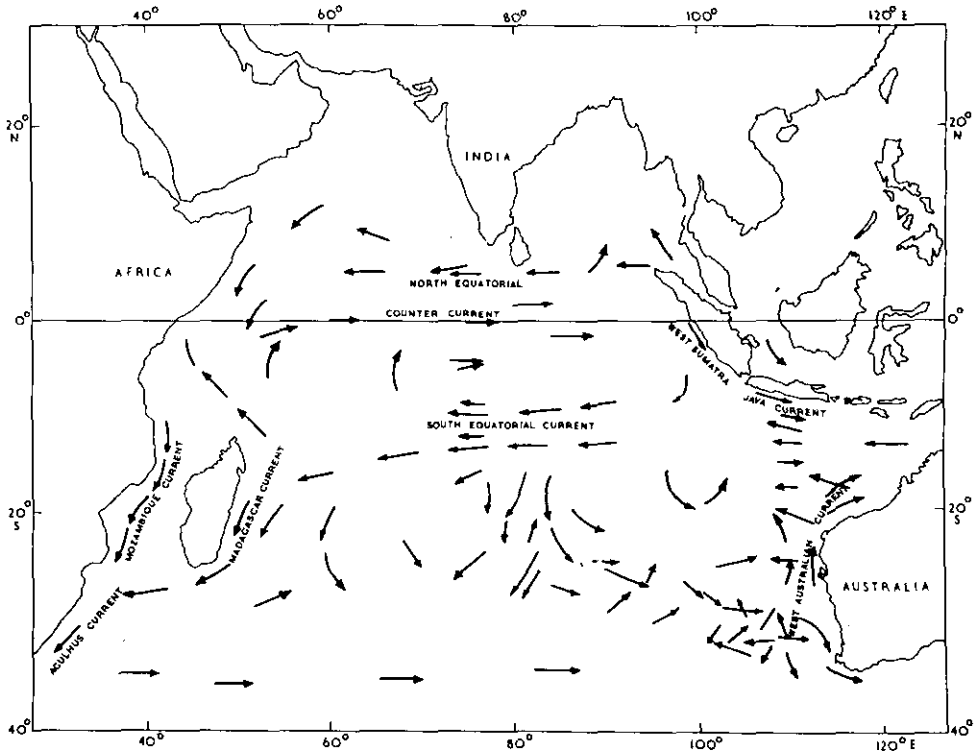 40°
60°
80°
100°
120° E
20°
N
20°
N
INDIA
AFRICA
NORTH EQUATORIAL
COUNTER CURRENT
0°
0°
WEST SUMATRA
JAVA CURRENT
SOUTH EQUATORIAL CURRENT
MOZAMBIQUE CURRENT
MADAGASCAR CURRENT
20°
S
20°
S
WEST AUSTRALIAN CURRENT
AUSTRALIA
AGULHUS CURRENT
40°
40°
40°
60°
80°
100°
120° E